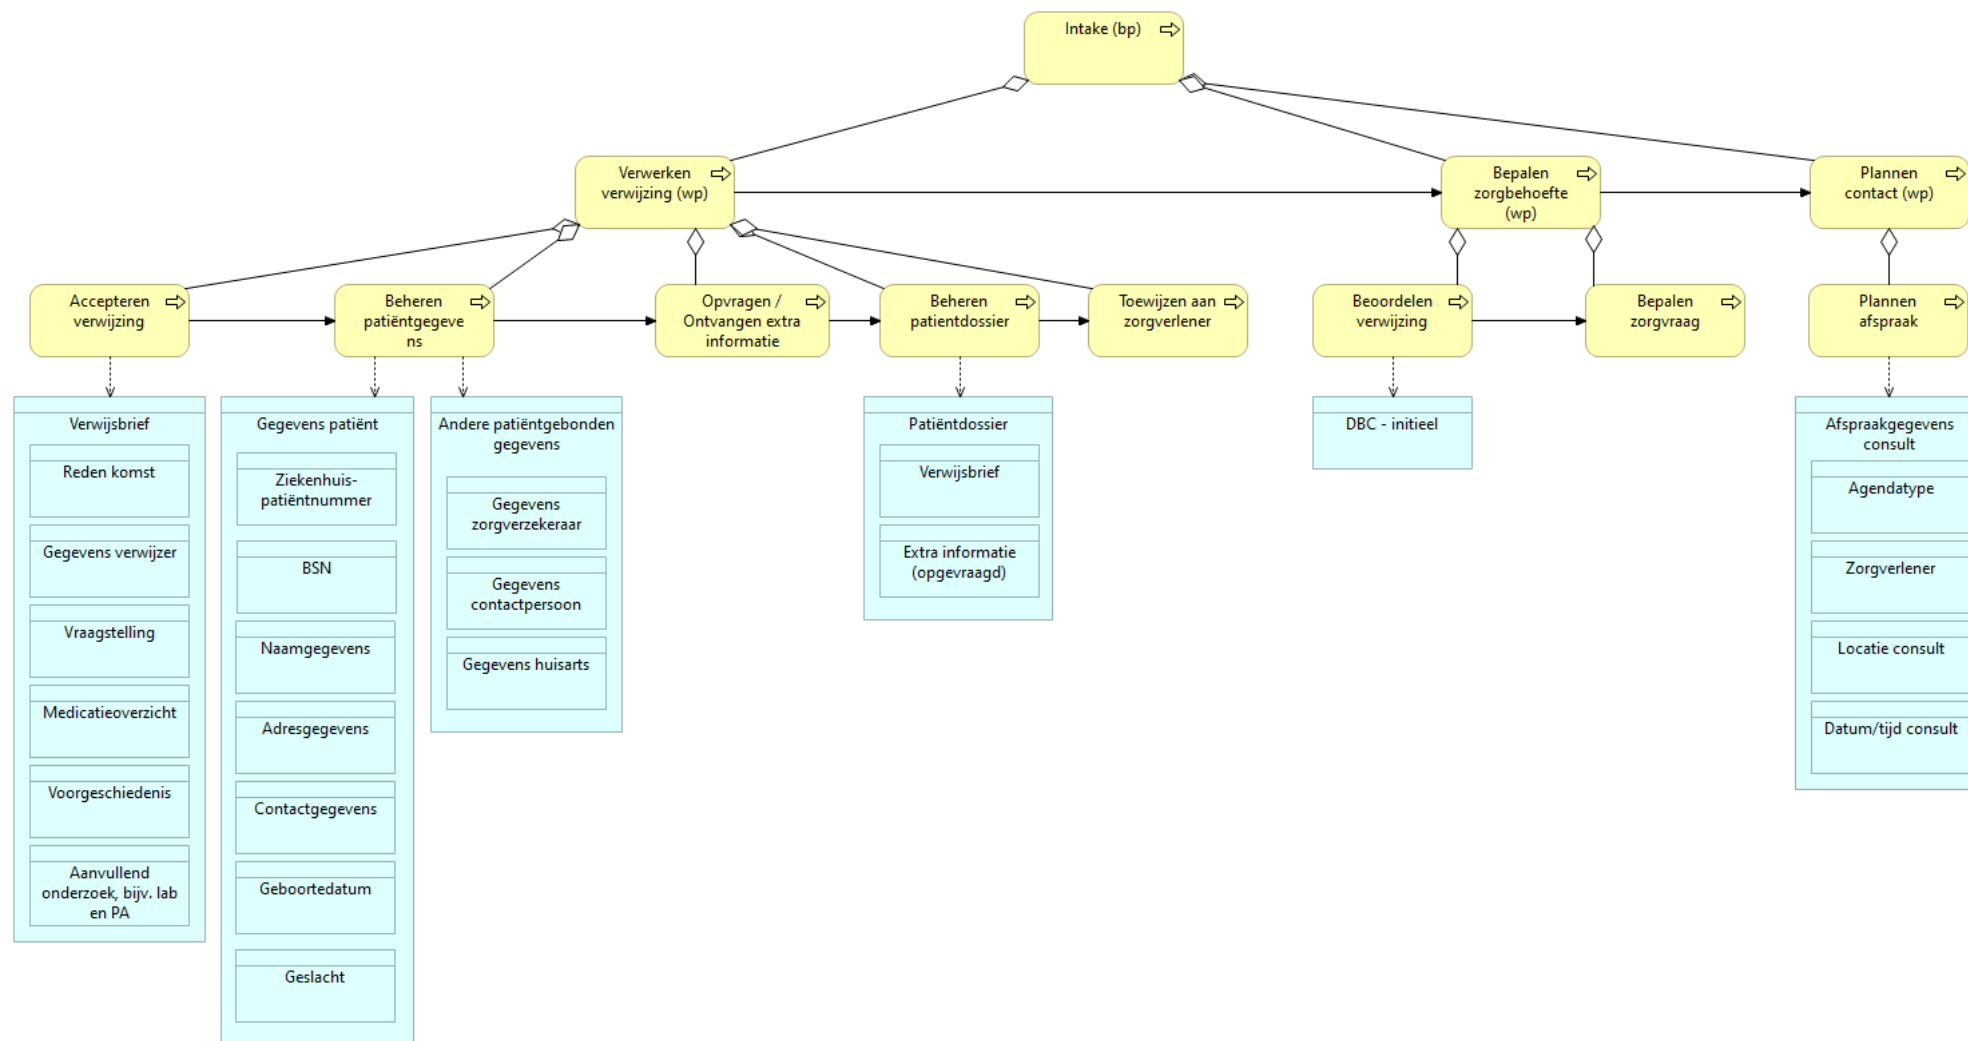 Intake (bp)
Verwerken
verwijzing (wp)
Bepalen
zorgbehoefte
(wp)
Plannen
contact (wp)
Accepteren
verwijzing
Beheren
patiëntgegeve
ns
Opvragen /
Ontvangen extra
informatie
Beheren
patientdossier
Toewijzen aan
zorgverlener
Beoordelen
verwijzing
Bepalen
zorgvraag
Plannen
afspraak
Verwijsbrief
Reden komst
Gegevens verwijzer
Vraagstelling
Medicatieoverzicht
Voorgeschiedenis
Aanvullend
onderzoek, bijv. lab
en PA
Gegevens patiënt
Ziekenhuis-
patiëntnummer
BSN
Naamgegevens
Adresgegevens
Contactgegevens
Geboortedatum
Geslacht
Andere patiëntgebonden
gegevens
Gegevens
zorgverzekeraar
Gegevens
contactpersoon
Gegevens huisarts
Patiëntdossier
Verwijsbrief
Extra informatie
(opgevraagd)
DBC - initieel
Afspraakgegevens
consult
Agendatype
Zorgverlener
Locatie consult
Datum/tijd consult